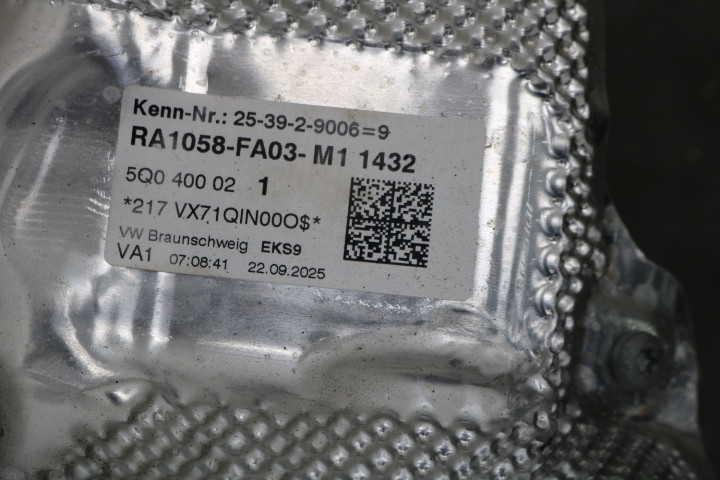 Kenn-Nr.: 25-39-2-9006=9
RA1058-FA03- M1 1432
5Q0 400 02 1
*217 VX71QIN00O$*
VW Braunschweig EKS9
VA1 07:08:41 22.09.2025